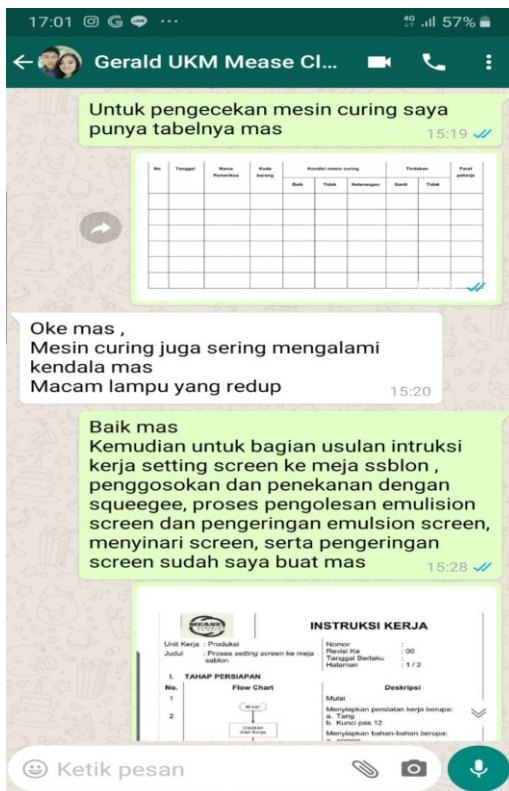 17:01
4G 57%
Gerald UKM Mease Cl...
Untuk pengecekan mesin curing saya
punya tabelnya mas
15:19
No Tanggal Nama Pemeriksa Kode barang Kondisi mesin curing Tindakan Paraf pekerja
Baik Tidak Keterangan Ganti Tidak
Oke mas ,
Mesin curing juga sering mengalami
kendala mas
Macam lampu yang redup
15:20
Baik mas
Kemudian untuk bagian usulan intruksi
kerja setting screen ke meja ssblon ,
penggosokan dan penekanan dengan
squeegee, proses pengolesan emulision
screen dan pengeringan emulsion screen,
menyinari screen, serta pengeringan
screen sudah saya buat mas
15:28
MEASE
INSTRUKSI KERJA
Unit Kerja : Produksi
Judul : Proses setting screen ke meja
sablon
Nomor :
Revisi Ke : 00
Tanggal Berlaku :
Halaman : 1 / 2
I. TAHAP PERSIAPAN
No. Flow Chart Deskripsi
1 Mulai Mulai
2
Menyiapkan peralatan kerja berupa:
a. Tang
b. Kunci pas 12
Menyiapkan bahan-bahan berupa:
Ketik pesan